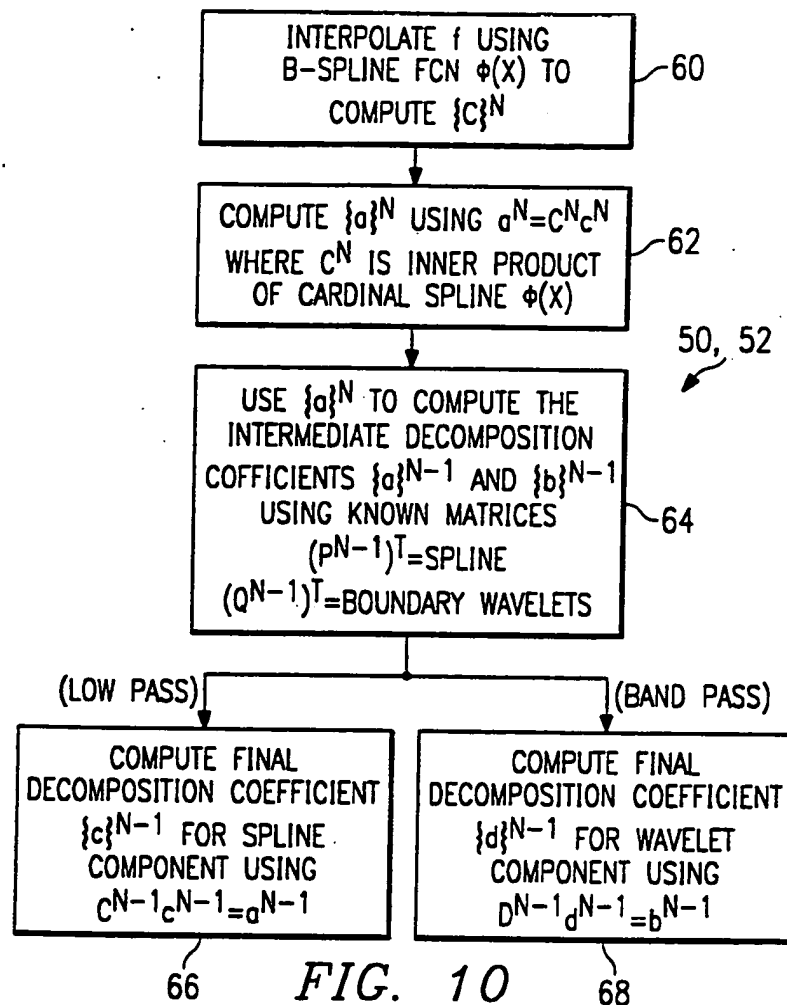 INTERPOLATE f USING
B-SPLINE FCN ϕ(X) TO
COMPUTE {C}^N
60
COMPUTE {a}^N USING a^N=C^Nc^N
WHERE C^N IS INNER PRODUCT
OF CARDINAL SPLINE ϕ(X)
62
50, 52
USE {a}^N TO COMPUTE THE
INTERMEDIATE DECOMPOSITION
COFFICIENTS {a}^N-1 AND {b}^N-1
USING KNOWN MATRICES
(P^N-1)^T=SPLINE
(Q^N-1)^T=BOUNDARY WAVELETS
64
(LOW PASS)
(BAND PASS)
COMPUTE FINAL
DECOMPOSITION COEFFICIENT
{c}^N-1 FOR SPLINE
COMPONENT USING
C^N-1c^N-1=a^N-1
66
COMPUTE FINAL
DECOMPOSITION COEFFICIENT
{d}^N-1 FOR WAVELET
COMPONENT USING
D^N-1d^N-1=b^N-1
68
FIG. 10